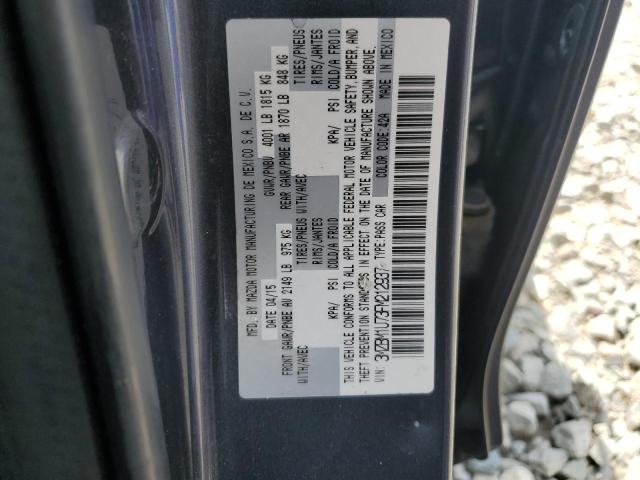 MFD. BY MAZDA MOTOR MANUFACTURING DE MEXICO S.A. DE C.V.
DATE 04/15 GVWR/PNBV 4001 LB 1815 KG
FRONT GAWR/PNBE AV 2149 LB 975 KG REAR GAWR/PNBE AR 1870 LB 848 KG
WITH/AVEC TIRES/PNEUS WITH/AVEC TIRES/PNEUS
RIMS/JANTES RIMS/JANTES
KPA/ PSI COLD/A FROID KPA/ PSI COLD/A FROID
THIS VEHICLE CONFORMS TO ALL APPLICABLE FEDERAL MOTOR VEHICLE SAFETY, BUMPER, AND
THEFT PREVENTION STANDARDS IN EFFECT ON THE DATE OF MANUFACTURE SHOWN ABOVE.
VIN: 3MZBM1U73FM212937 TYPE:PASS CAR COLOR CODE:42A MADE IN MEXICO